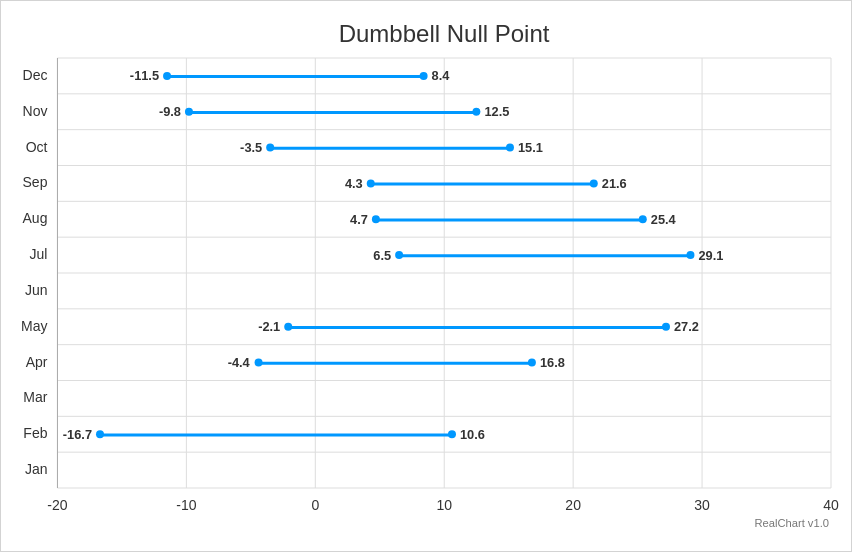 Dumbbell Null Point
Dec -11.5 8.4
Nov -9.8 12.5
Oct -3.5 15.1
Sep 4.3 21.6
Aug 4.7 25.4
Jul 6.5 29.1
Jun
May -2.1 27.2
Apr -4.4 16.8
Mar
Feb -16.7 10.6
Jan
-20 -10 0 10 20 30 40
RealChart v1.0